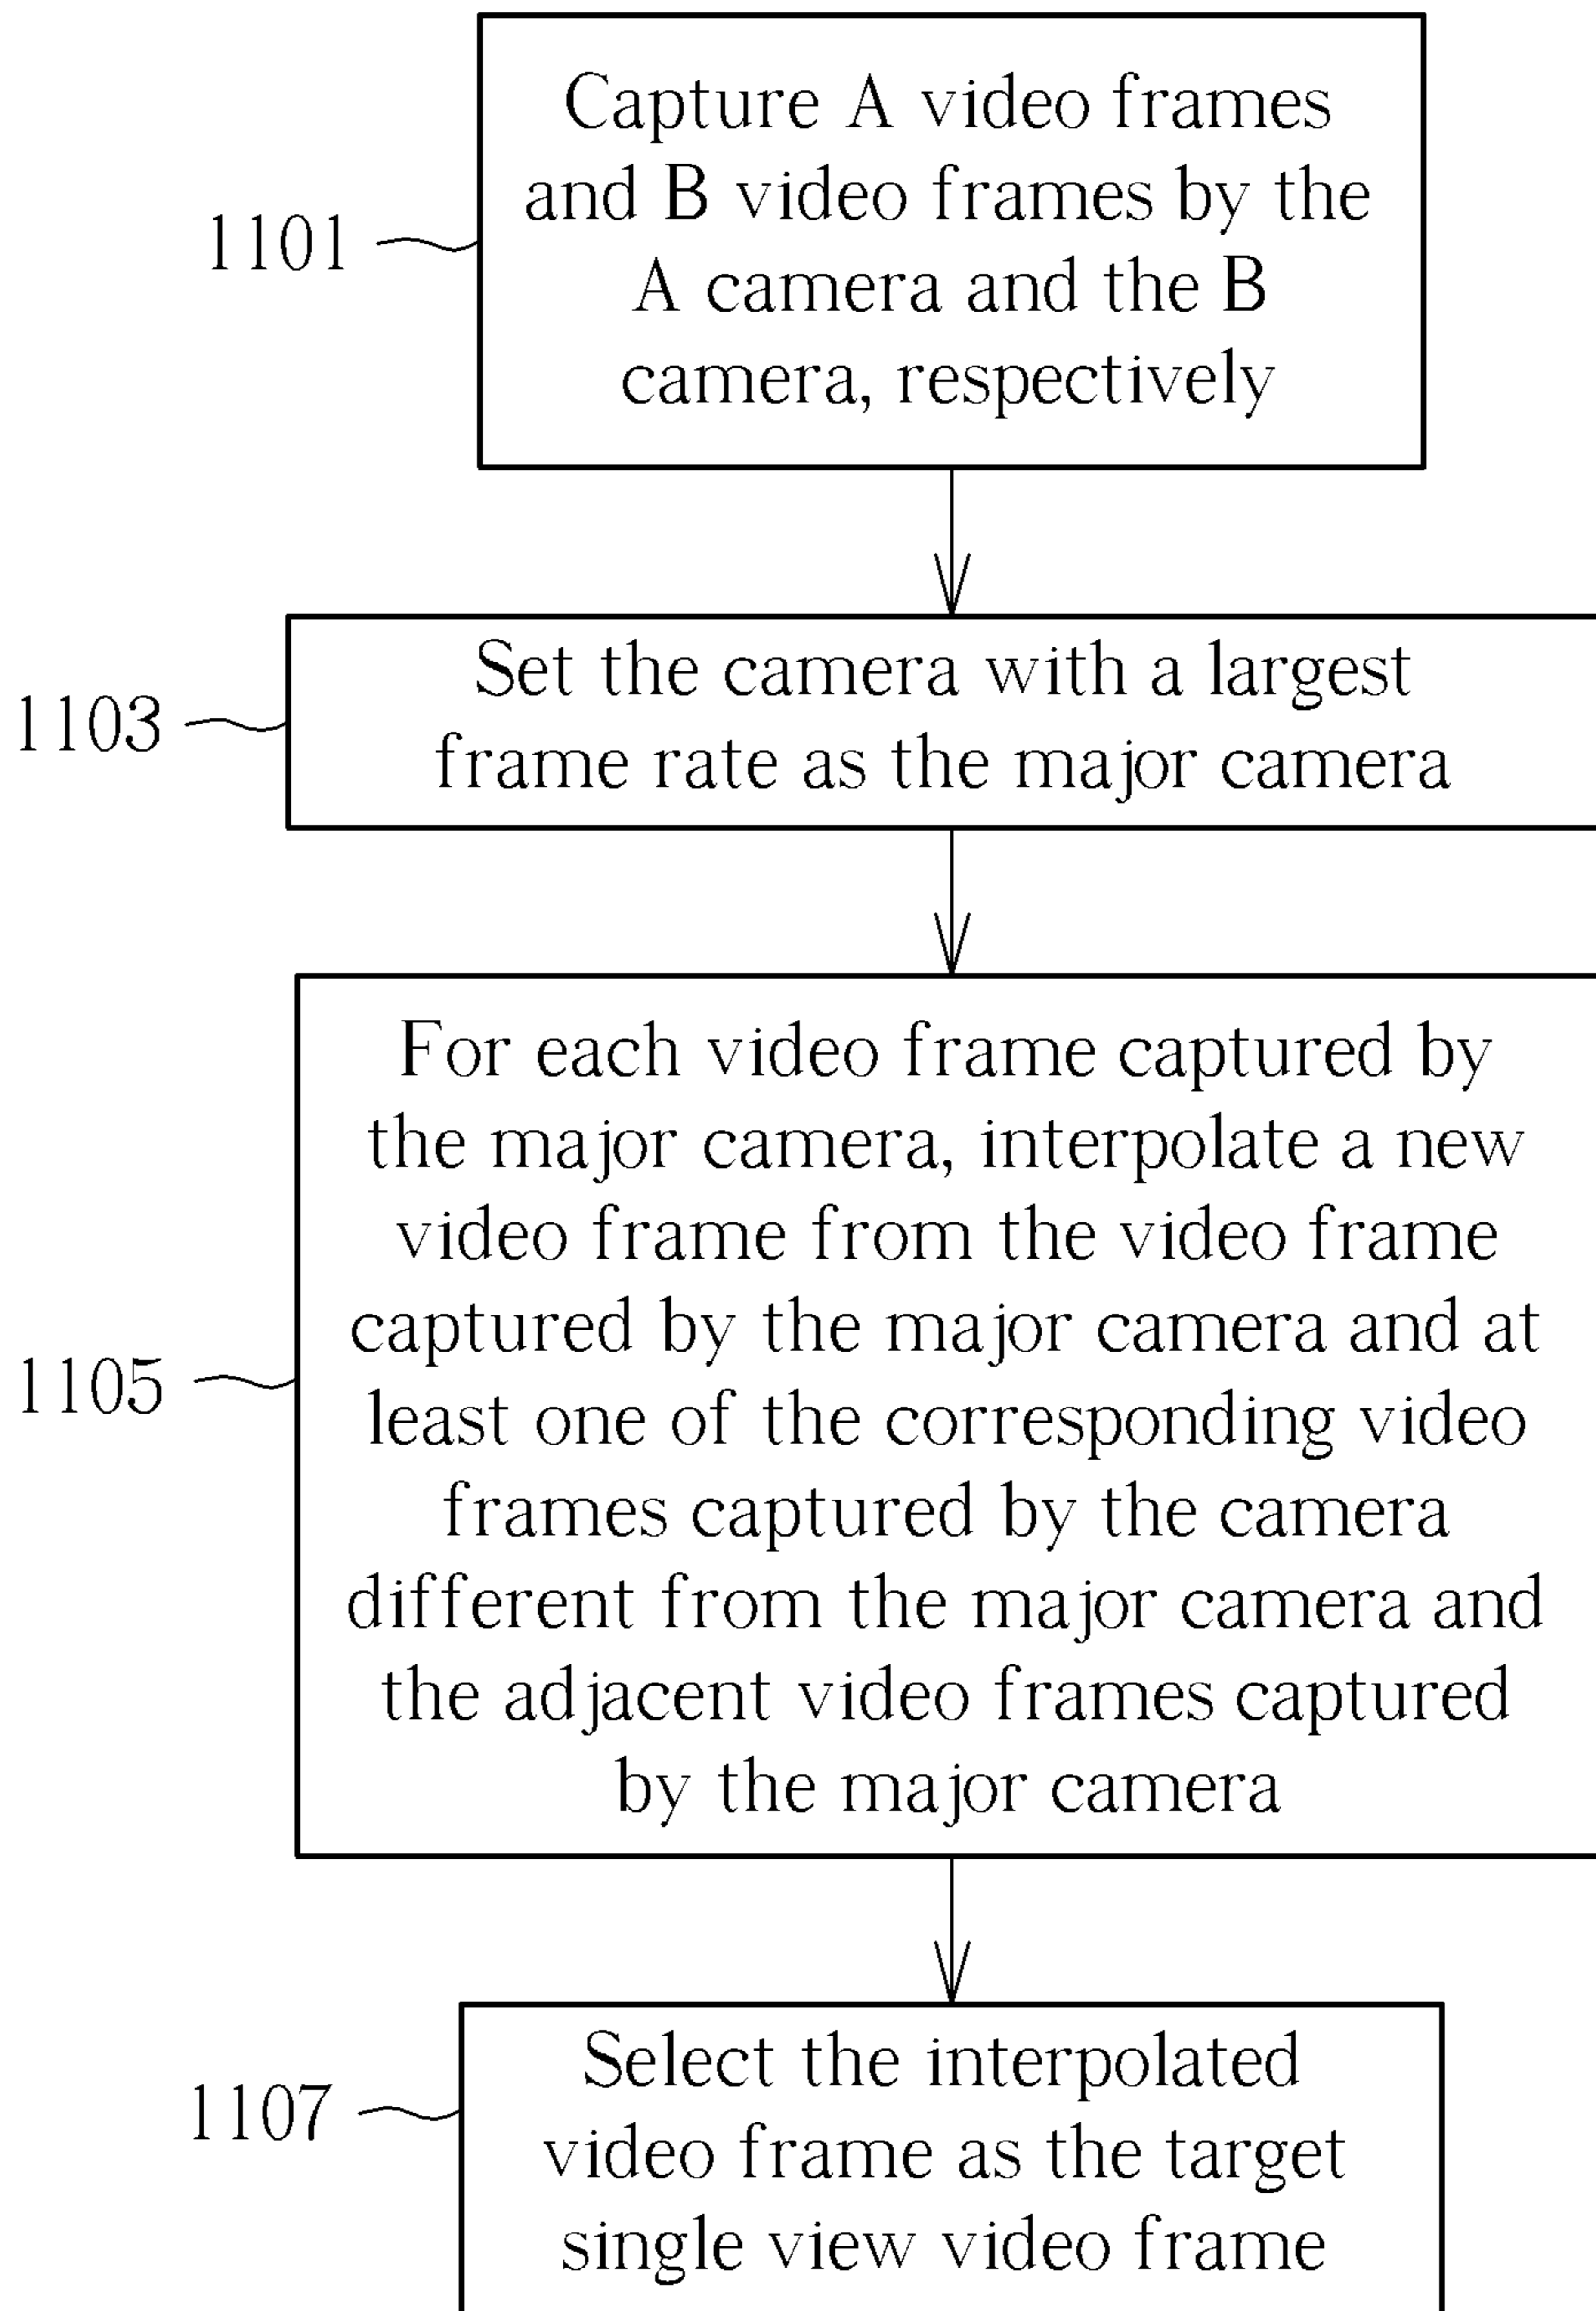 Capture A video frames
and B video frames by the
A camera and the B
camera, respectively
1101
Set the camera with a largest
frame rate as the major camera
1103
For each video frame captured by
the major camera, interpolate a new
video frame from the video frame
captured by the major camera and at
least one of the corresponding video
frames captured by the camera
different from the major camera and
the adjacent video frames captured
by the major camera
1105
Select the interpolated
video frame as the target
single view video frame
1107